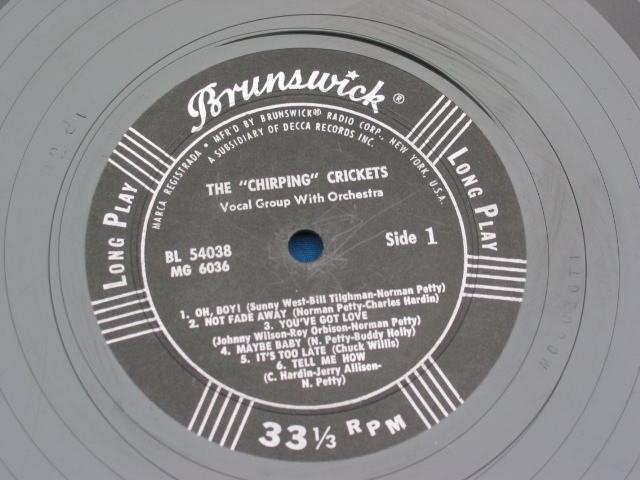 Brunswick®
MARCA REGISTRADA • MFR'D BY BRUNSWICK® RADIO CORP., NEW YORK, U.S.A.
A SUBSIDIARY OF DECCA RECORDS INC.
LONG PLAY
LONG PLAY
THE "CHIRPING" CRICKETS
Vocal Group With Orchestra
BL 54038
MG 6036
Side 1
1. OH, BOY! (Sunny West-Bill Tilghman-Norman Petty)
2. NOT FADE AWAY (Norman Petty-Charles Hardin)
3. YOU'VE GOT LOVE
(Johnny Wilson-Roy Orbison-Norman Petty)
4. MAYBE BABY (N. Petty-Buddy Holly)
5. IT'S TOO LATE (Chuck Willis)
6. TELL ME HOW
(C. Hardin-Jerry Allison-
N. Petty)
33 1/3 RPM